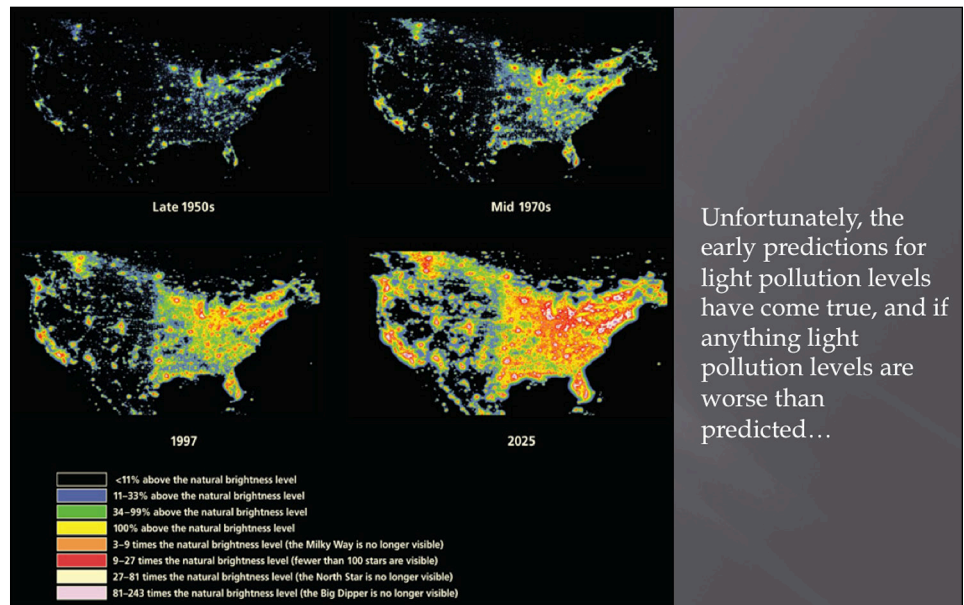 Late 1950s
Mid 1970s
1997
2025
<11% above the natural brightness level
11–33% above the natural brightness level
34–99% above the natural brightness level
100% above the natural brightness level
3–9 times the natural brightness level (the Milky Way is no longer visible)
9–27 times the natural brightness level (fewer than 100 stars are visible)
27–81 times the natural brightness level (the North Star is no longer visible)
81–243 times the natural brightness level (the Big Dipper is no longer visible)
Unfortunately, the
early predictions for
light pollution levels
have come true, and if
anything light
pollution levels are
worse than
predicted…